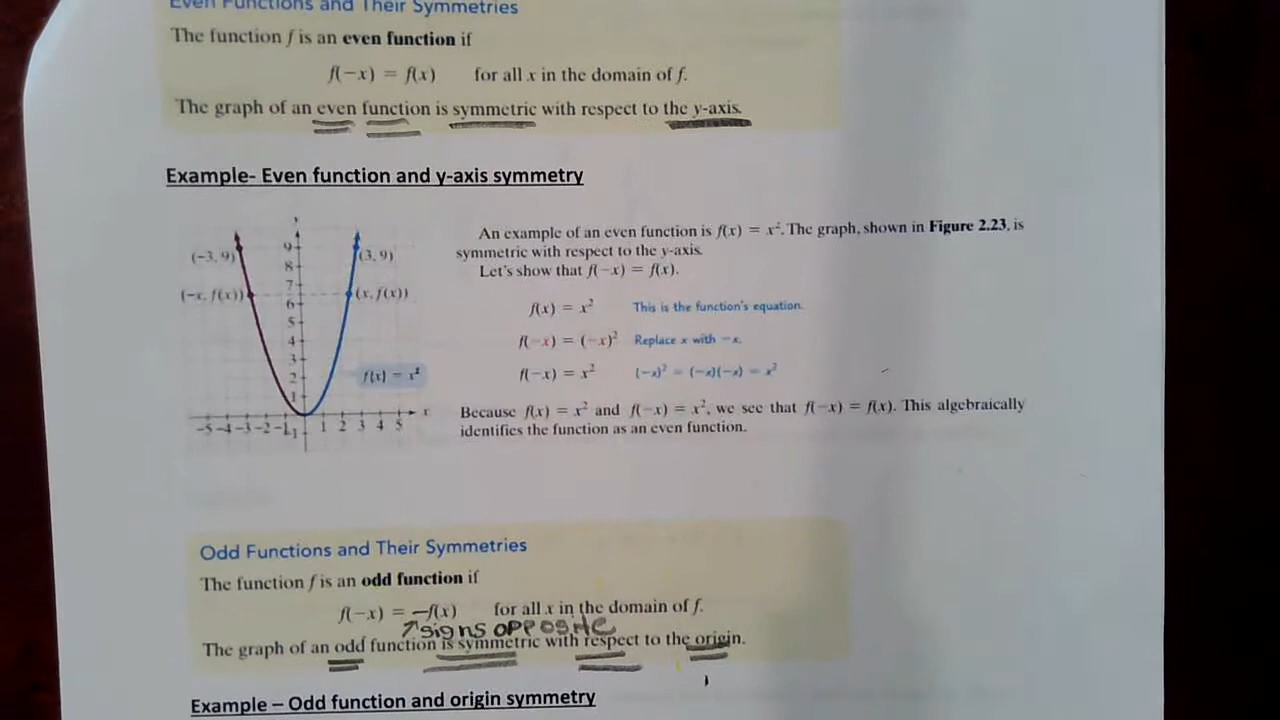 Even Functions and Their Symmetries
The function f is an even function if
f(−x) = f(x) for all x in the domain of f.
The graph of an even function is symmetric with respect to the y-axis.
Example- Even function and y-axis symmetry
An example of an even function is f(x) = x². The graph, shown in Figure 2.23, is
symmetric with respect to the y-axis.
Let's show that f(−x) = f(x).
f(x) = x² This is the function's equation.
f(−x) = (−x)² Replace x with −x.
f(−x) = x² (−x)² = (−x)(−x) = x²
Because f(x) = x² and f(−x) = x², we see that f(−x) = f(x). This algebraically
identifies the function as an even function.
y
9
(−3, 9) (3, 9)
8
7
(−x, f(x)) (x, f(x))
6
5
4
3
2
f(x) = x²
1
x
−5 −4 −3 −2 −1 1 2 3 4 5
−1
Odd Functions and Their Symmetries
The function f is an odd function if
f(−x) = −f(x) for all x in the domain of f.
↗signs opposite
The graph of an odd function is symmetric with respect to the origin.
Example – Odd function and origin symmetry